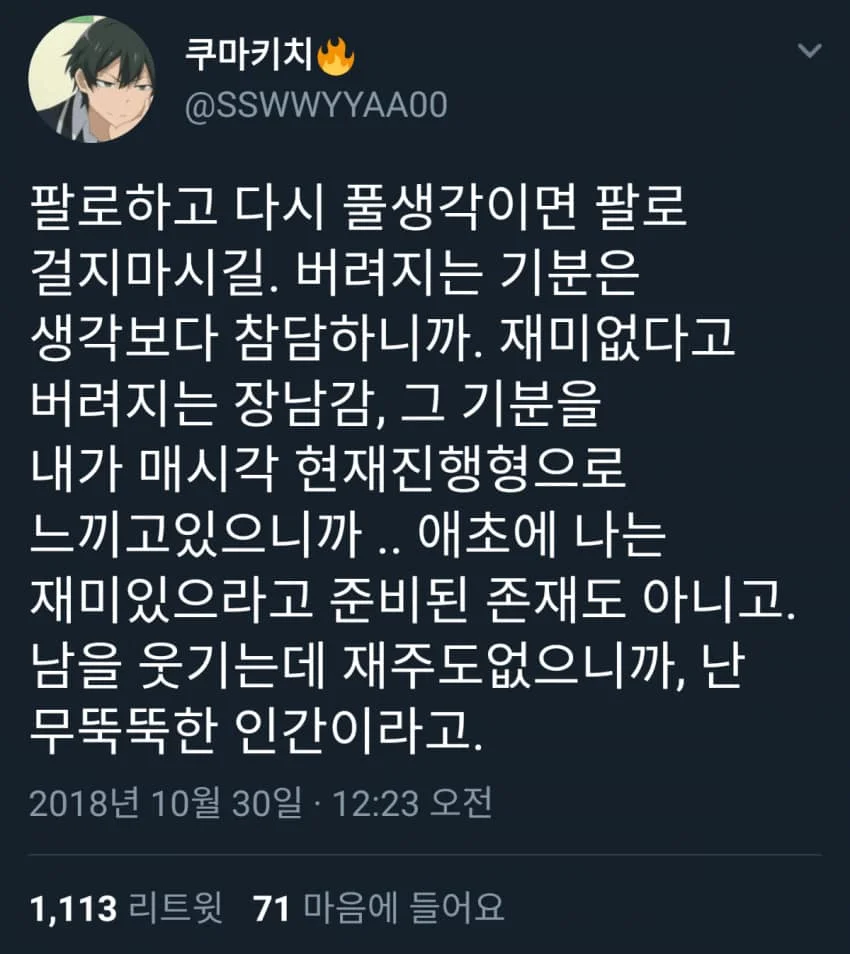 쿠마키치🔥
@SSWWYYAA00
팔로하고 다시 풀생각이면 팔로
걸지마시길. 버려지는 기분은
생각보다 참담하니까. 재미없다고
버려지는 장남감, 그 기분을
내가 매시각 현재진행형으로
느끼고있으니까 .. 애초에 나는
재미있으라고 준비된 존재도 아니고.
남을 웃기는데 재주도없으니까, 난
무뚝뚝한 인간이라고.
2018년 10월 30일 · 12:23 오전
1,113 리트윗 71 마음에 들어요